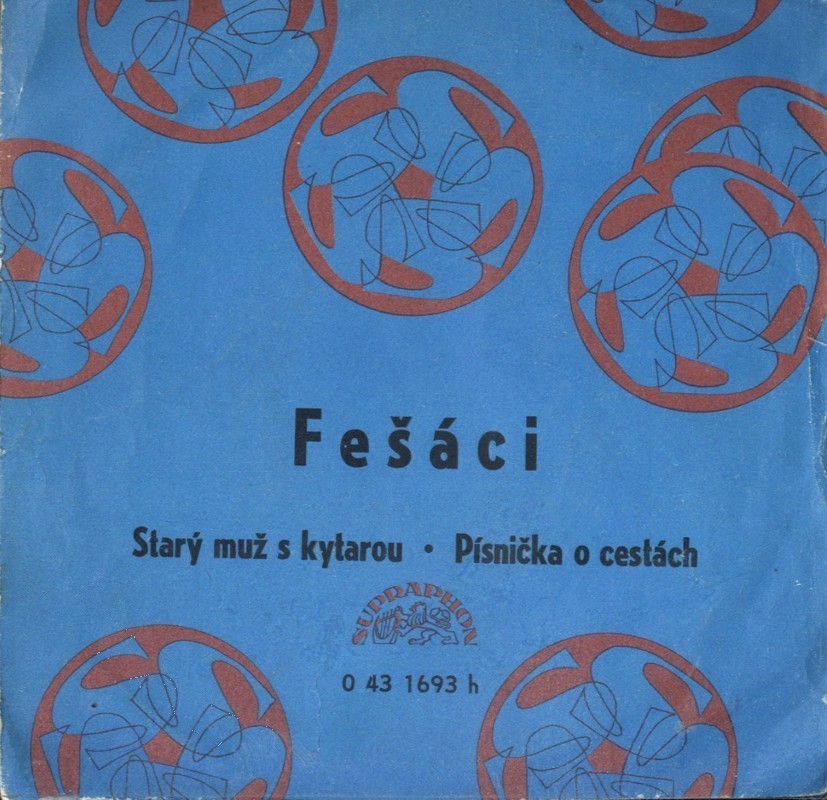 Fešáci
Starý muž s kytarou • Písnička o cestách
SUPRAPHON
0 43 1693 h